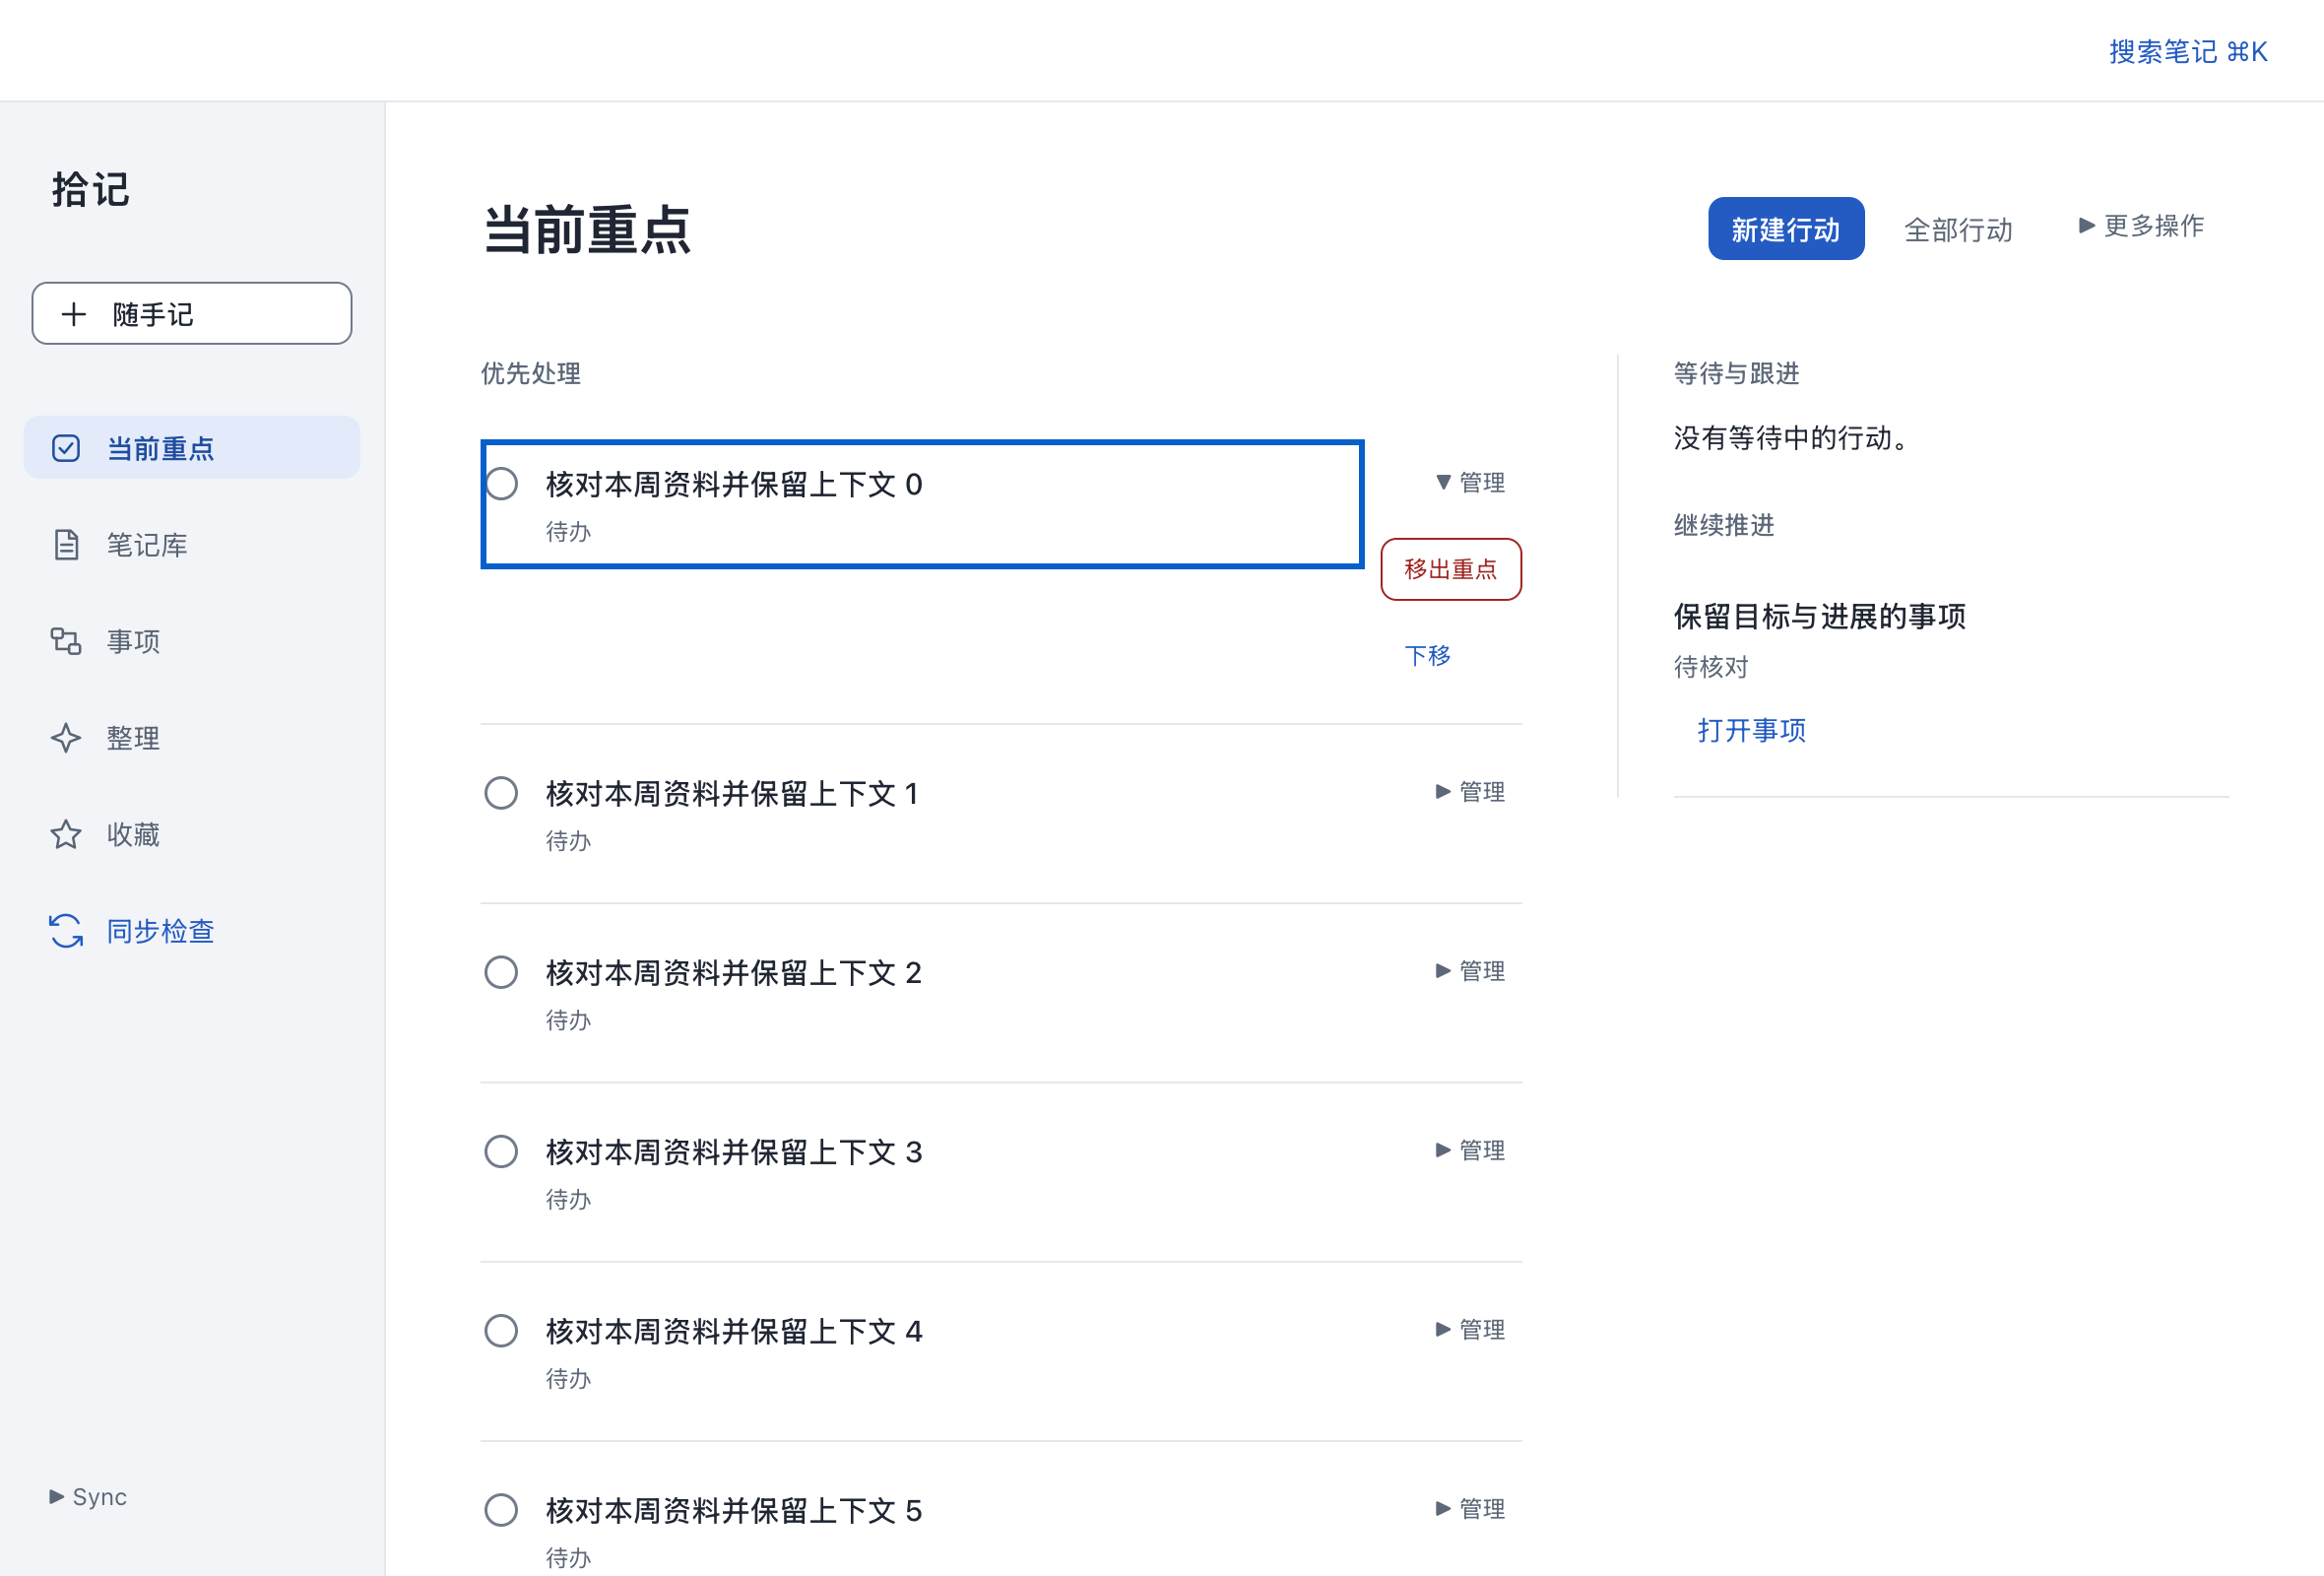 搜索笔记 ⌘K
拾记
随手记
当前重点
笔记库
事项
整理
收藏
同步检查
Sync
当前重点
新建行动
全部行动
更多操作
优先处理
核对本周资料并保留上下文 0
待办
管理
移出重点
下移
核对本周资料并保留上下文 1
待办
管理
核对本周资料并保留上下文 2
待办
管理
核对本周资料并保留上下文 3
待办
管理
核对本周资料并保留上下文 4
待办
管理
核对本周资料并保留上下文 5
待办
管理
等待与跟进
没有等待中的行动。
继续推进
保留目标与进展的事项
待核对
打开事项